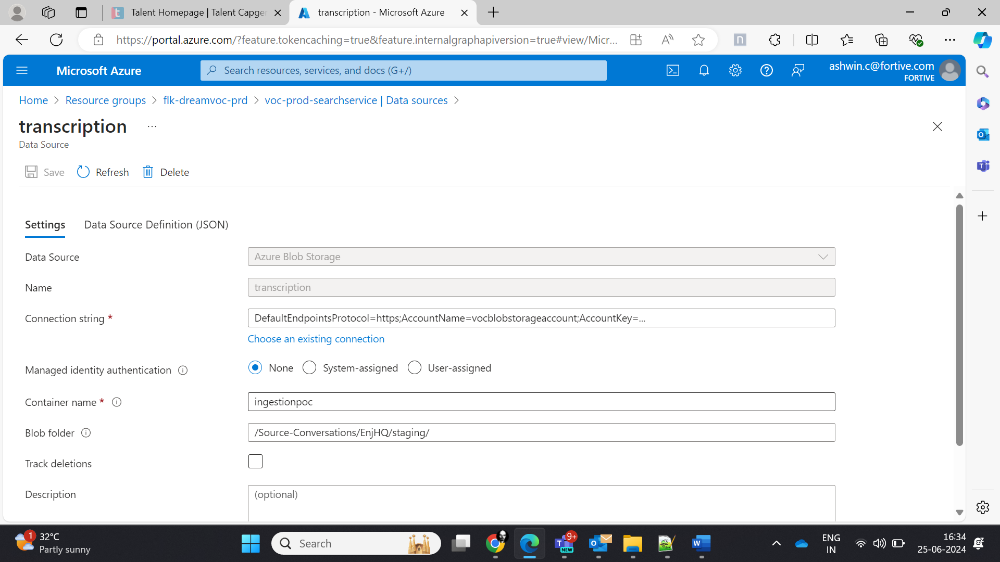 Talent Homepage | Talent Capger
transcription - Microsoft Azure
https://portal.azure.com/?feature.tokencaching=true&feature.internalgraphapiversion=true#view/Micr...
Microsoft Azure
Search resources, services, and docs (G+/)
ashwin.c@fortive.com
FORTIVE
Home > Resource groups > flk-dreamvoc-prd > voc-prod-searchservice | Data sources >
transcription ...
Data Source
Save Refresh Delete
Settings Data Source Definition (JSON)
Data Source Azure Blob Storage
Name transcription
Connection string * DefaultEndpointsProtocol=https;AccountName=vocblobstorageaccount;AccountKey=...
Choose an existing connection
Managed identity authentication None System-assigned User-assigned
Container name * ingestionpoc
Blob folder /Source-Conversations/EnjHQ/staging/
Track deletions
Description (optional)
1 32°C
Partly sunny
Search
9+
NEW
ENG
IN
16:34
25-06-2024